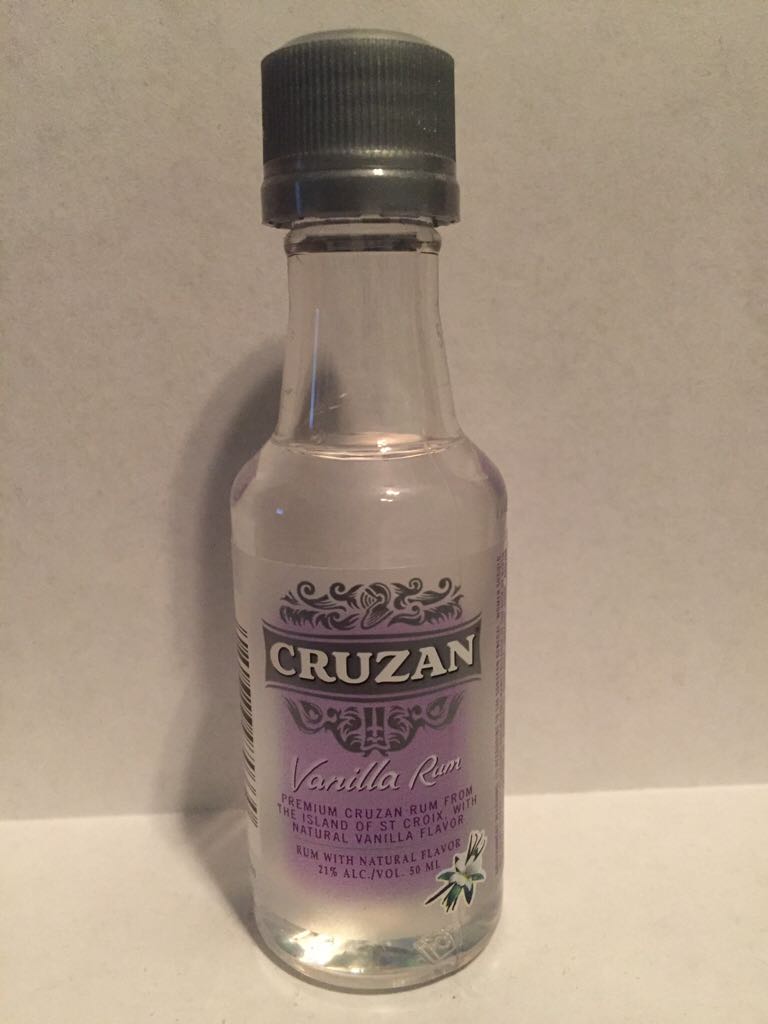 CRUZAN
Vanilla Rum
PREMIUM CRUZAN RUM FROM
THE ISLAND OF ST CROIX, WITH
NATURAL VANILLA FLAVOR
RUM WITH NATURAL FLAVOR
21% ALC./VOL. 50 ML